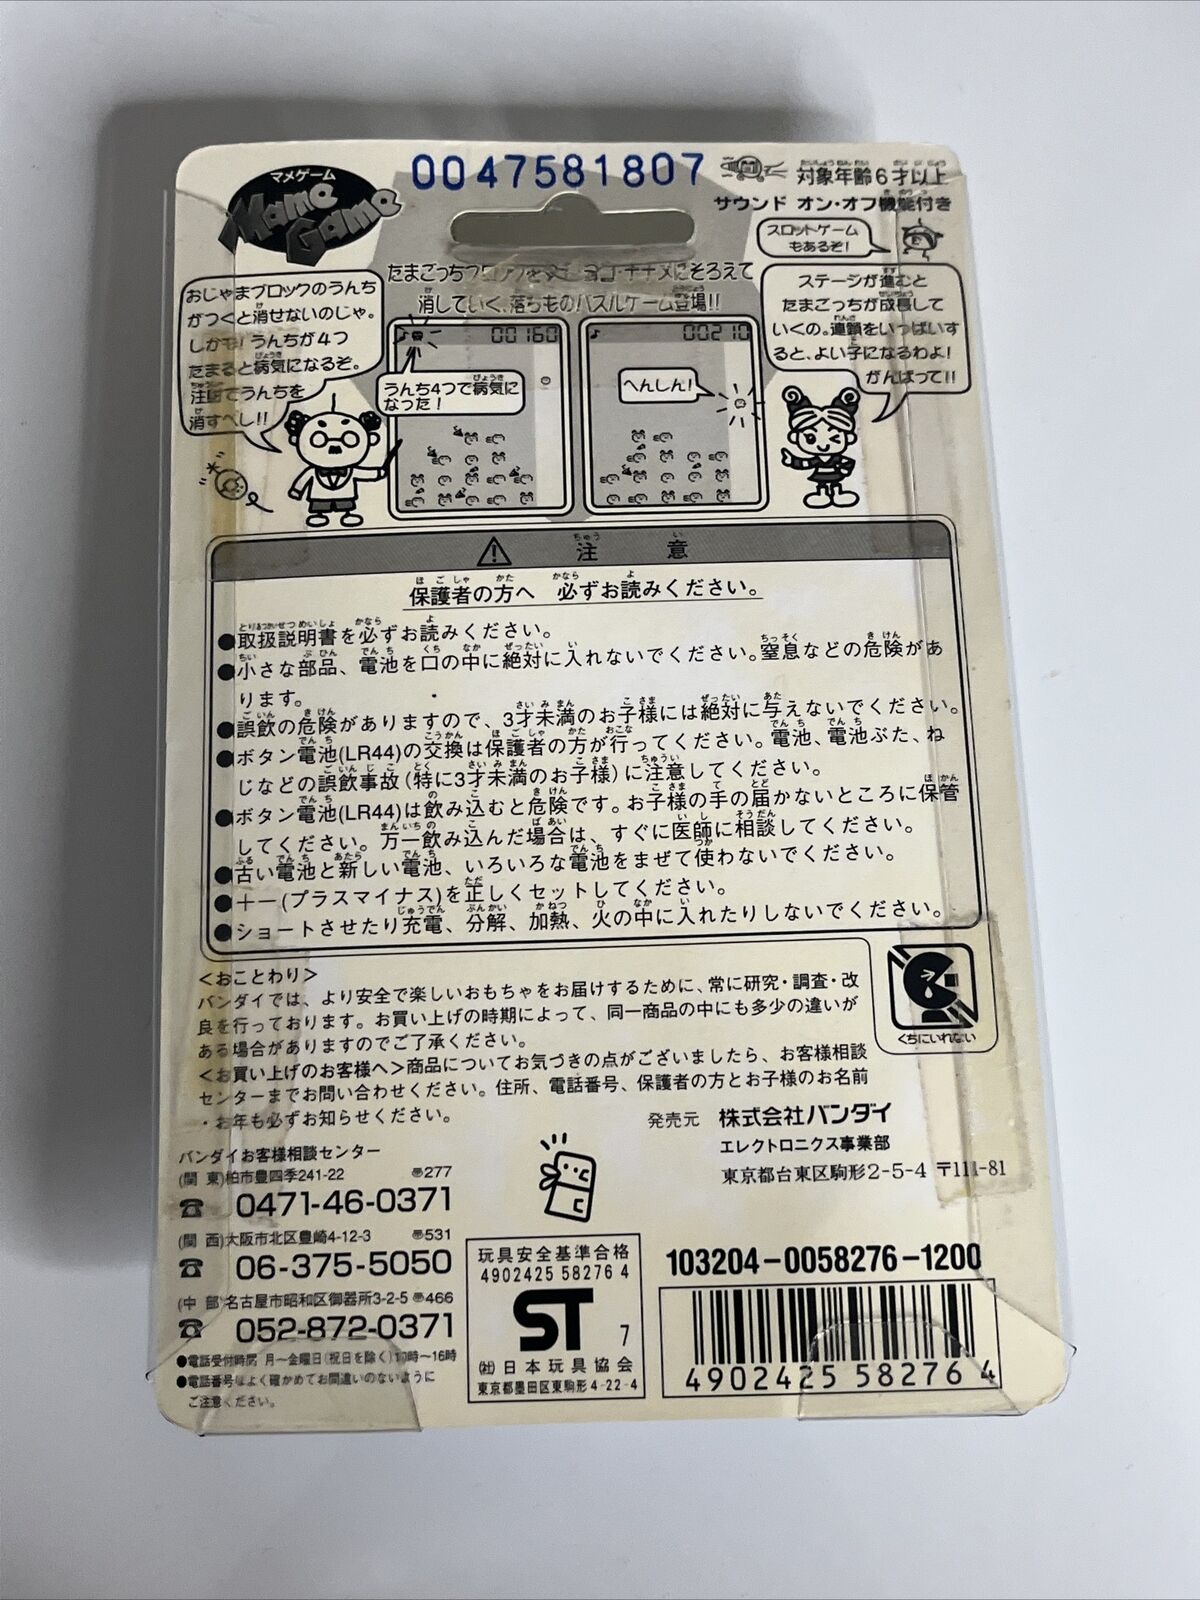 マメゲーム
Mame Game
0047581807
対象年齢6才以上
サウンド オン・オフ機能付き
スロットゲーム
もあるぞ!
消していく、落ちものパズルゲーム登場!!
おじゃまブロックのうんち
がつくと消せないのじゃ。
しかも!うんちが4つ
たまると病気になるぞ。
注目てうんちを
消すべし!!
♪ 00160
うんち4つで病気に
なった!
♪ 00210
へんしん!
ステージが進むと
たまごっちが成長して
いくの。連鎖をいっぱいす
ると、よい子になるわよ!
がんばって!!
⚠ 注意
保護者の方へ 必ずお読みください。
●取扱説明書を必ずお読みください。
●小さな部品、電池を口の中に絶対に入れないでください。窒息などの危険があ
ります。
●誤飲の危険がありますので、3才未満のお子様には絶対に与えないでください。
●ボタン電池(LR44)の交換は保護者の方が行ってください。電池、電池ぶた、ね
じなどの誤飲事故(特に3才未満のお子様)に注意してください。
●ボタン電池(LR44)は飲み込むと危険です。お子様の手の届かないところに保管
してください。万一飲み込んだ場合は、すぐに医師に相談してください。
●古い電池と新しい電池、いろいろな電池をまぜて使わないでください。
●+−(プラスマイナス)を正しくセットしてください。
●ショートさせたり充電、分解、加熱、火の中に入れたりしないでください。
<おことわり>
バンダイでは、より安全で楽しいおもちゃをお届けするために、常に研究・調査・改
良を行っております。お買い上げの時期によって、同一商品の中にも多少の違いが
ある場合がありますのでご了承ください。
<お買い上げのお客様へ>商品についてお気づきの点がございましたら、お客様相談
センターまでお問い合わせください。住所、電話番号、保護者の方とお子様のお名前
・お年も必ずお知らせください。
くちにいれない
発売元 株式会社バンダイ
エレクトロニクス事業部
東京都台東区駒形2-5-4 〒111-81
バンダイお客様相談センター
(関 東)柏市豊四季241-22 〒277
☎ 0471-46-0371
(関 西)大阪市北区豊崎4-12-3 〒531
☎ 06-375-5050
(中 部)名古屋市昭和区御器所3-2-5 〒466
☎ 052-872-0371
●電話受付時間 月〜金曜日(祝日を除く)10時〜16時
●電話番号はよく確かめてお間違いのないように
ご注意ください。
玩具安全基準合格
4902425 58276 4
ST 7
(社)日本玩具協会
東京都墨田区東駒形4-22-4
103204-0058276-1200
4902425 58276 4